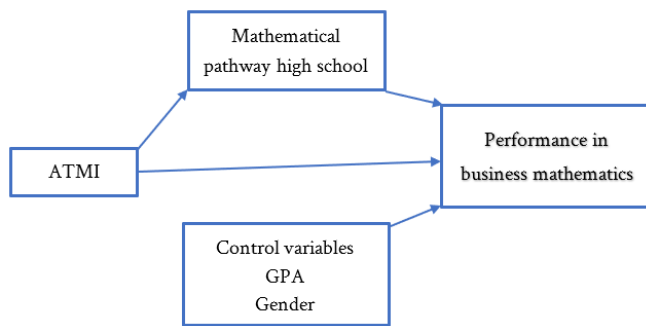 Mathematical
pathway high school
ATMI
Performance in
business mathematics
Control variables
GPA
Gender